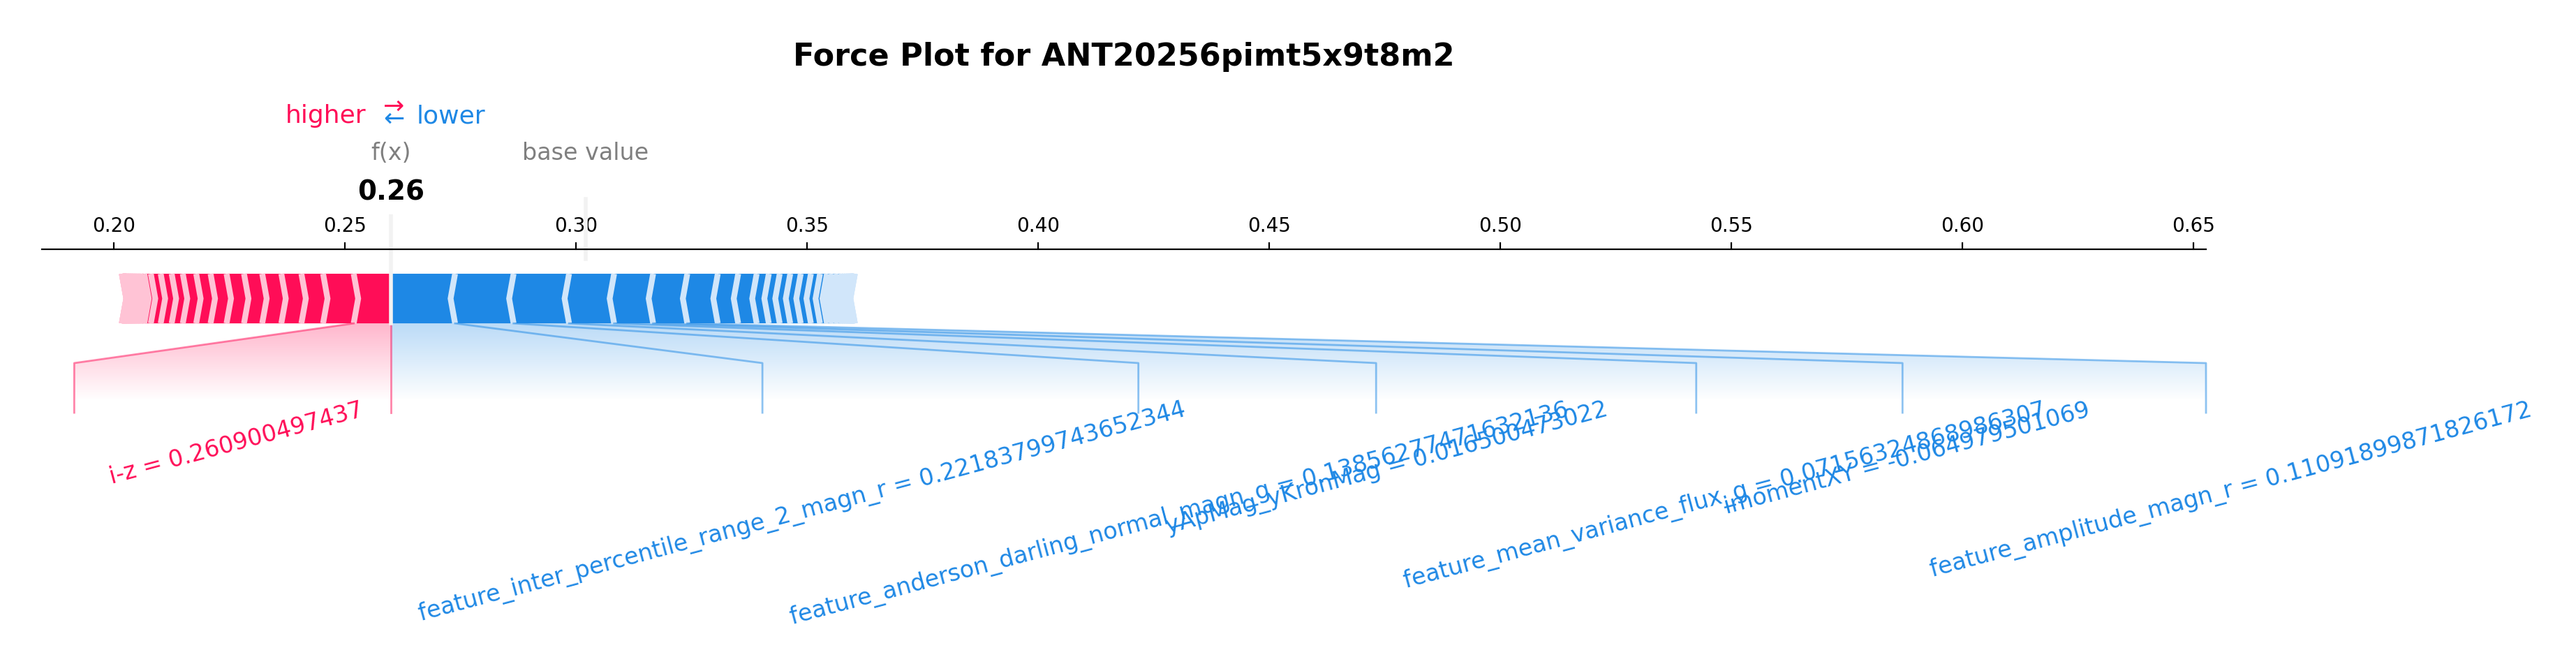 Force Plot for ANT20256pimt5x9t8m2
higher ⇄ lower
f(x) base value
0.26
0.20 0.25 0.30 0.35 0.40 0.45 0.50 0.55 0.60 0.65
i-z = 0.260900497437
feature_inter_percentile_range_2_magn_r = 0.22183799743652344
feature_anderson_darling_normal_magn_g = 0.13856277471632136
yApMag_yKronMag = 0.016500473022
feature_mean_variance_flux_g = 0.07156324868986307
imomentXY = -0.064979501069
feature_amplitude_magn_r = 0.11091899871826172